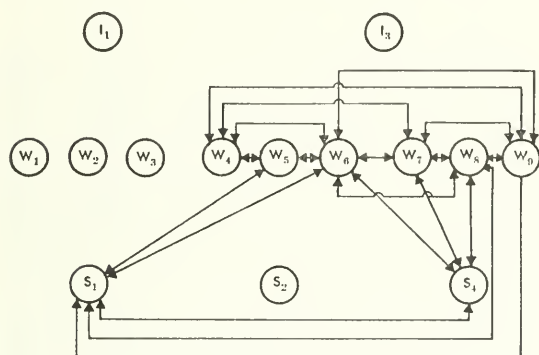 I₁ I₃
W₁ W₂ W₃ W₄ W₅ W₆ W₇ W₈ W₉
S₁ S₂ S₄